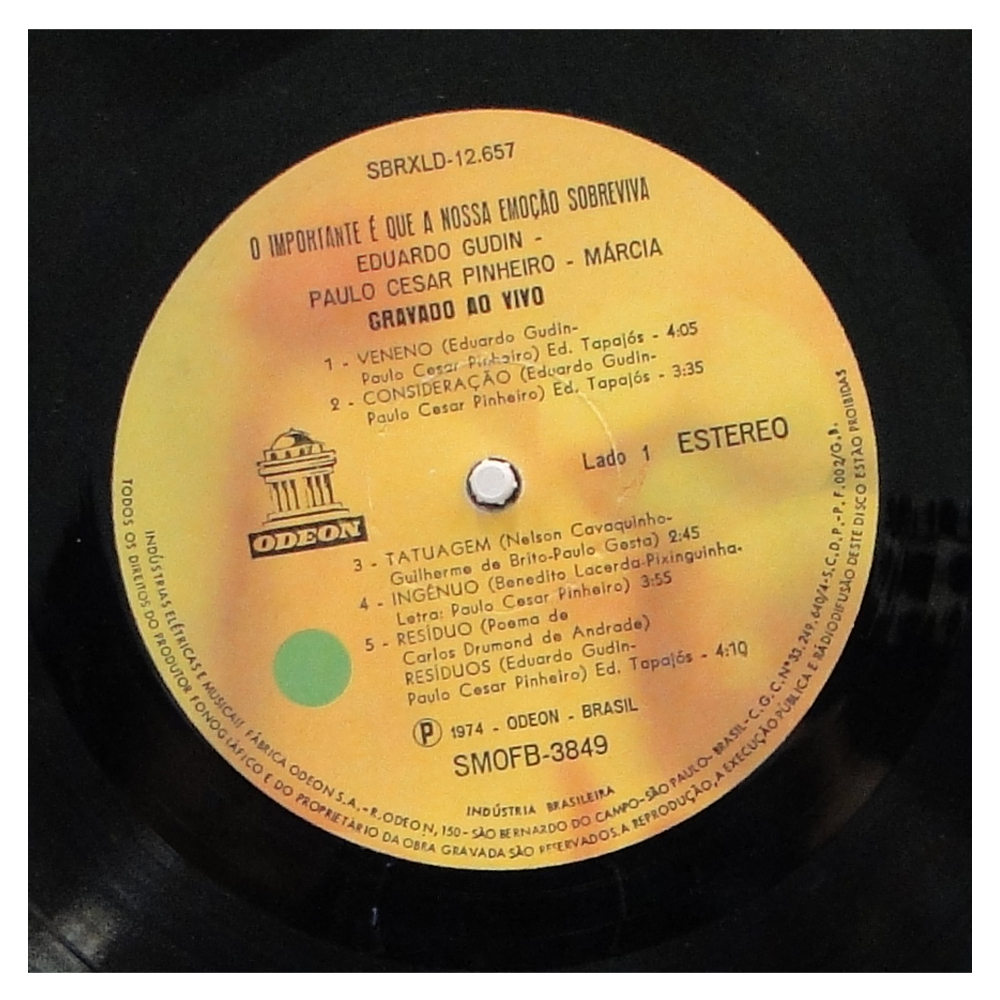 SBRXLD-12.657
O IMPORTANTE É QUE A NOSSA EMOÇÃO SOBREVIVA
EDUARDO GUDIN -
PAULO CESAR PINHEIRO - MÁRCIA
GRAVADO AO VIVO
1 - VENENO (Eduardo Gudin-
Paulo Cesar Pinheiro) Ed. Tapajós - 4:05
2 - CONSIDERAÇÃO (Eduardo Gudin-
Paulo Cesar Pinheiro) Ed. Tapajós - 3:35
Lado 1 ESTEREO
ODEON
3 - TATUAGEM (Nelson Cavaquinho-
Guilherme de Brito-Paulo Gesta) 2:45
4 - INGÊNUO (Benedito Lacerda-Pixinguinha-
Letra: Paulo Cesar Pinheiro) 3:55
5 - RESÍDUO (Poema de
Carlos Drumond de Andrade)
RESÍDUOS (Eduardo Gudin-
Paulo Cesar Pinheiro) Ed. Tapajós - 4:10
Ⓟ 1974 - ODEON - BRASIL
SMOFB-3849
INDÚSTRIA BRASILEIRA
INDÚSTRIAS ELÉTRICAS E MUSICAIS FÁBRICA ODEON S.A.-R. ODEON, 150-SÃO BERNARDO DO CAMPO-SÃO PAULO-BRASIL-C.G.C. Nº 33.249.640/4-S.C.D.P.-P.F.002/G.B.
TODOS OS DIREITOS DO PRODUTOR FONOGRÁFICO E DO PROPRIETÁRIO DA OBRA GRAVADA SÃO RESERVADOS. A REPRODUÇÃO, A EXECUÇÃO PÚBLICA E RÁDIODIFUSÃO DESTE DISCO ESTÃO PROIBIDAS